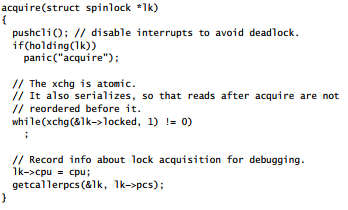 acquire(struct spinlock *lk)
{
  pushcli(); // disable interrupts to avoid deadlock.
  if(holding(lk))
    panic("acquire");

  // The xchg is atomic.
  // It also serializes, so that reads after acquire are not
  // reordered before it.
  while(xchg(&lk->locked, 1) != 0)
    ;

  // Record info about lock acquisition for debugging.
  lk->cpu = cpu;
  getcallerpcs(&lk, lk->pcs);
}